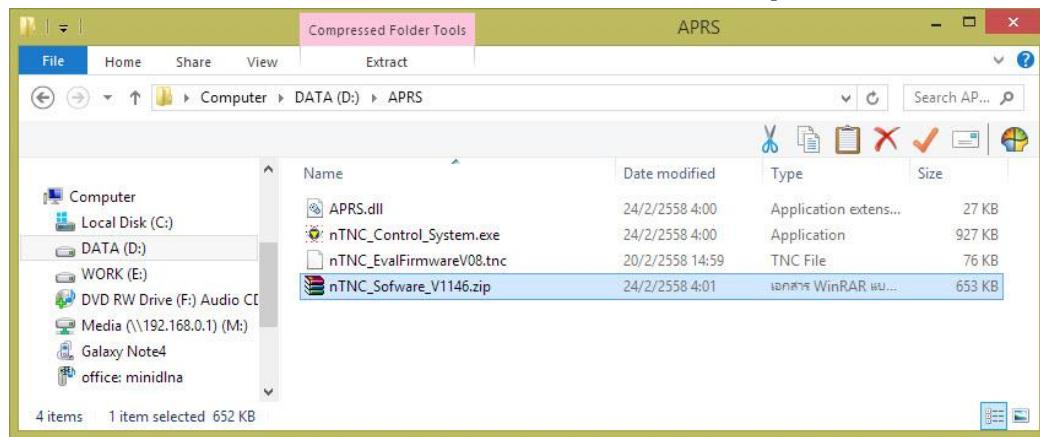 Compressed Folder Tools
APRS
File Home Share View Extract
Computer DATA (D:) APRS
Search AP...
Name Date modified Type Size
Computer
Local Disk (C:)
DATA (D:)
WORK (E:)
DVD RW Drive (F:) Audio CD
Media (\\192.168.0.1) (M:)
Galaxy Note4
office: minidlna
APRS.dll 24/2/2558 4:00 Application extens... 27 KB
nTNC_Control_System.exe 24/2/2558 4:00 Application 927 KB
nTNC_EvalFirmwareV08.tnc 20/2/2558 14:59 TNC File 76 KB
nTNC_Sofware_V1146.zip 24/2/2558 4:01 เอกสาร WinRAR แบ... 653 KB
4 items 1 item selected 652 KB